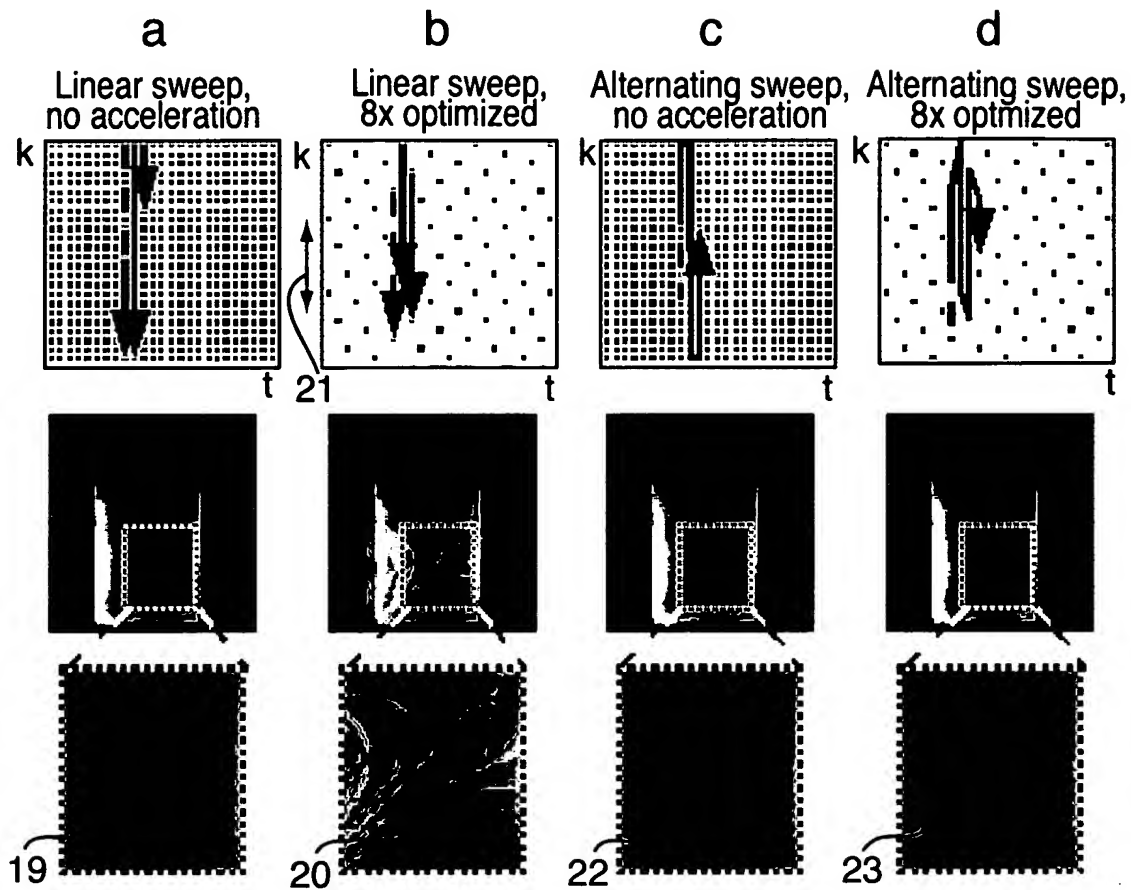 a b c d
Linear sweep, Linear sweep, Alternating sweep, Alternating sweep,
no acceleration 8x optimized no acceleration 8x optmized
k k k k
21
t t t t
19 20 22 23